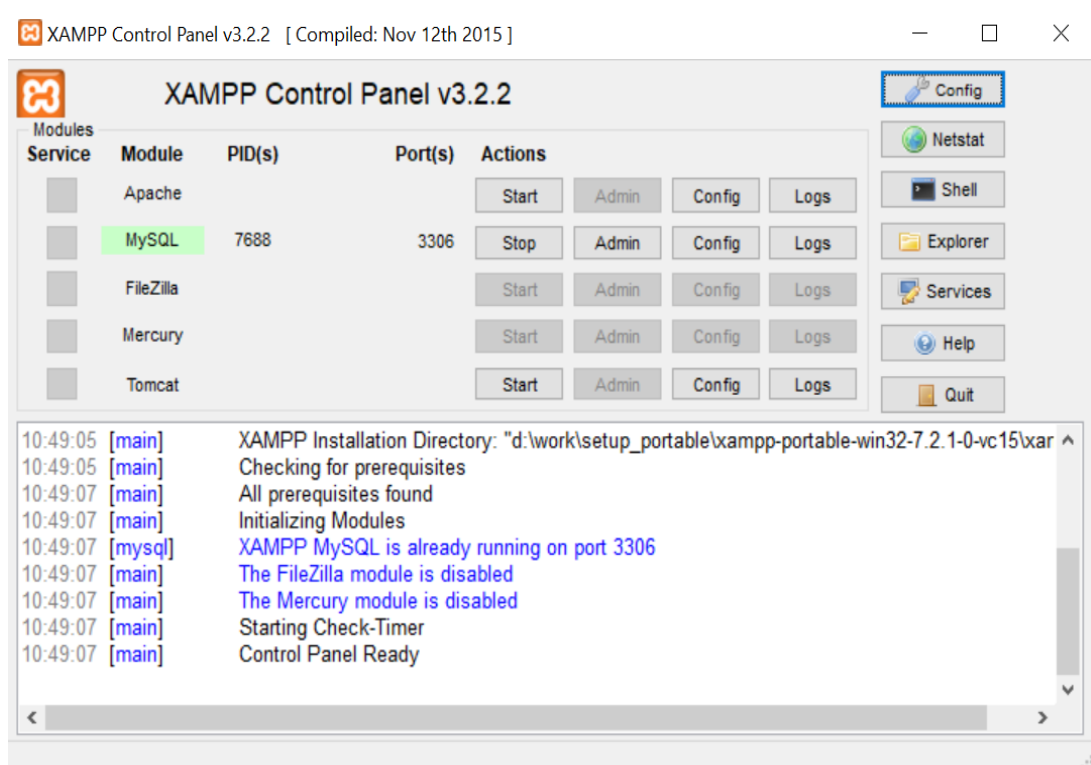 XAMPP Control Panel v3.2.2 [ Compiled: Nov 12th 2015 ]
XAMPP Control Panel v3.2.2
Config
Modules
Netstat
Service Module PID(s) Port(s) Actions
Apache Start Admin Config Logs
Shell
MySQL 7688 3306 Stop Admin Config Logs
Explorer
FileZilla Start Admin Config Logs
Services
Mercury Start Admin Config Logs
Help
Tomcat Start Admin Config Logs
Quit
10:49:05 [main] XAMPP Installation Directory: "d:\work\setup_portable\xampp-portable-win32-7.2.1-0-vc15\xar
10:49:05 [main] Checking for prerequisites
10:49:07 [main] All prerequisites found
10:49:07 [main] Initializing Modules
10:49:07 [mysql] XAMPP MySQL is already running on port 3306
10:49:07 [main] The FileZilla module is disabled
10:49:07 [main] The Mercury module is disabled
10:49:07 [main] Starting Check-Timer
10:49:07 [main] Control Panel Ready